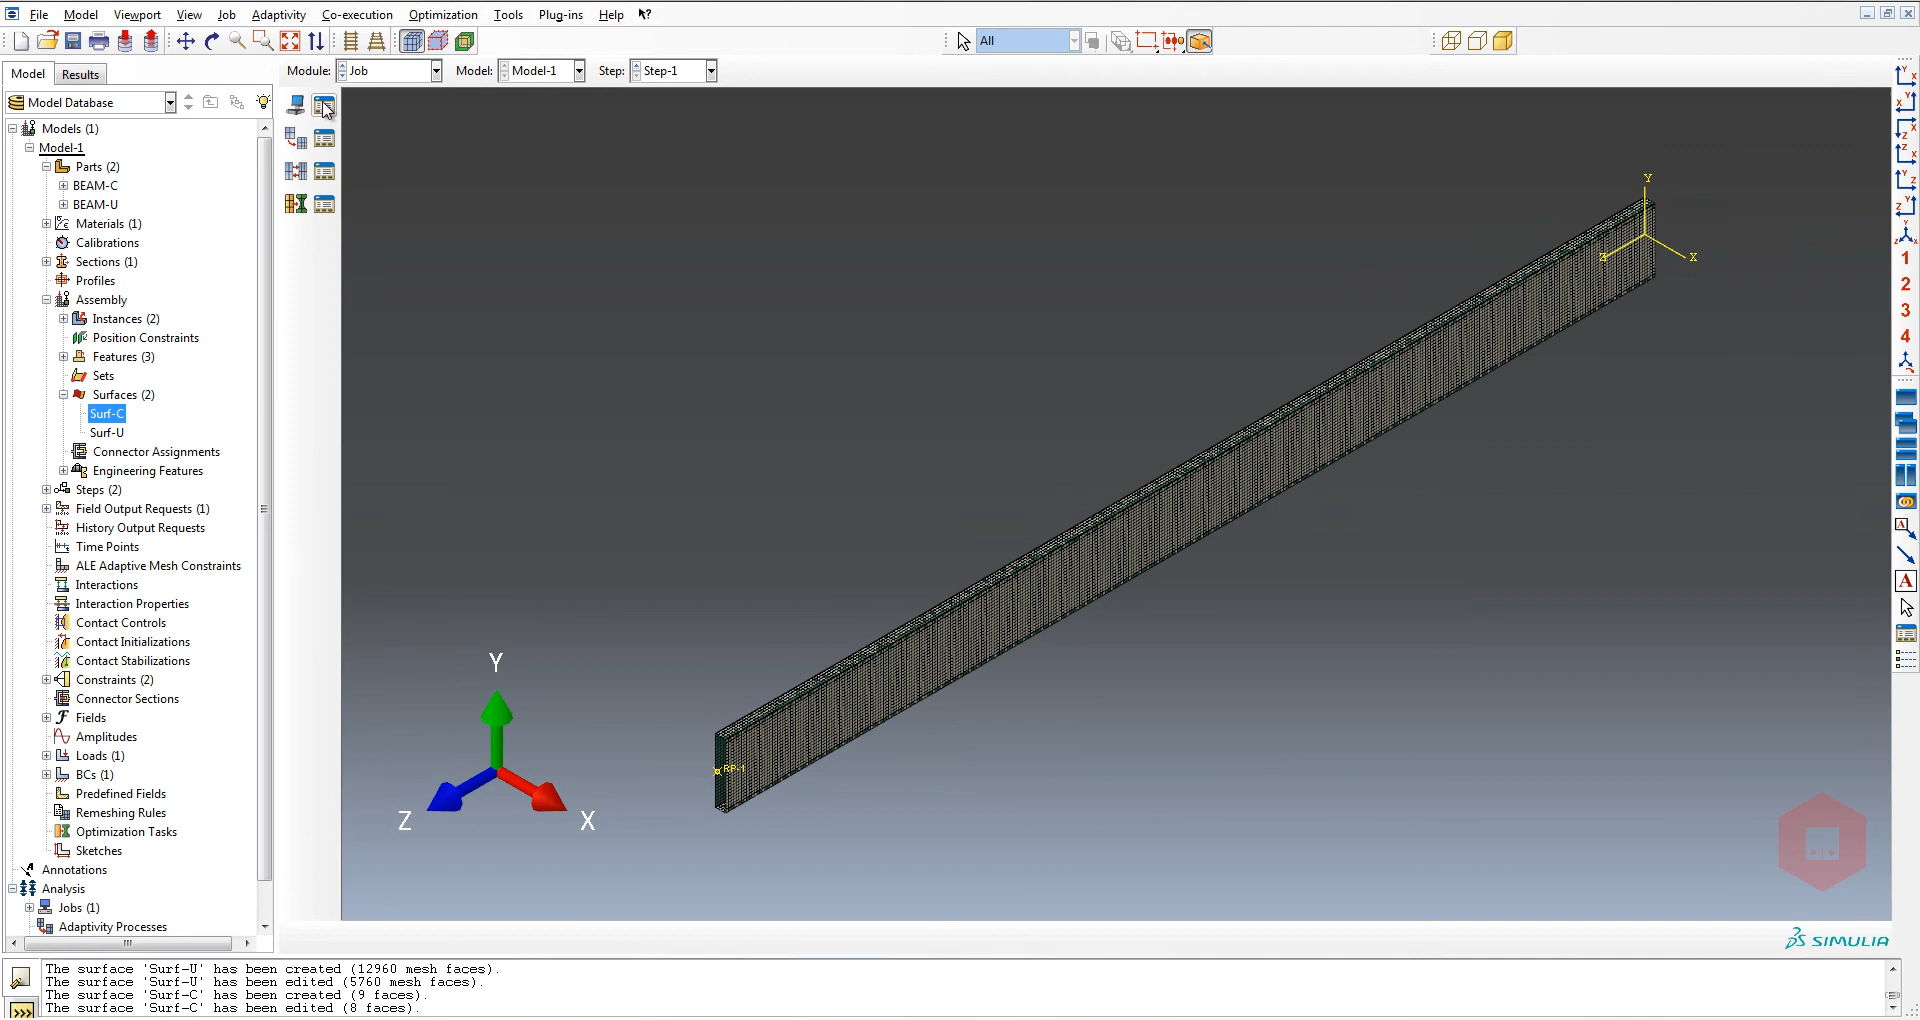 File Model Viewport View Job Adaptivity Co-execution Optimization Tools Plug-ins Help
All
Model Results
Module: Job Model: Model-1 Step: Step-1
Model Database
Models (1)
Model-1
Parts (2)
BEAM-C
BEAM-U
Materials (1)
Calibrations
Sections (1)
Profiles
Assembly
Instances (2)
Position Constraints
Features (3)
Sets
Surfaces (2)
Surf-C
Surf-U
Connector Assignments
Engineering Features
Steps (2)
Field Output Requests (1)
History Output Requests
Time Points
ALE Adaptive Mesh Constraints
Interactions
Interaction Properties
Contact Controls
Contact Initializations
Contact Stabilizations
Constraints (2)
Connector Sections
Fields
Amplitudes
Loads (1)
BCs (1)
Predefined Fields
Remeshing Rules
Optimization Tasks
Sketches
Annotations
Analysis
Jobs (1)
Adaptivity Processes
Y
X
Z
RP-1
Y
Z
X
1
2
3
4
A
A
SIMULIA
The surface 'Surf-U' has been created (12960 mesh faces).
The surface 'Surf-U' has been edited (5760 mesh faces).
The surface 'Surf-C' has been created (9 faces).
The surface 'Surf-C' has been edited (8 faces).
>>>